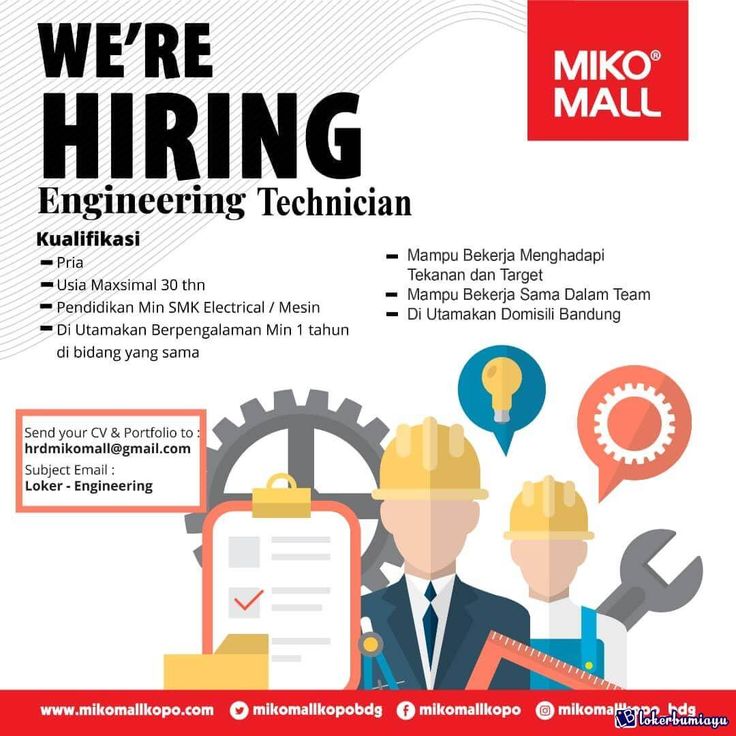 WE'RE
HIRING
Engineering Technician
MIKO®
MALL
Kualifikasi
Pria
Usia Maxsimal 30 thn
Pendidikan Min SMK Electrical / Mesin
Di Utamakan Berpengalaman Min 1 tahun
di bidang yang sama
Mampu Bekerja Menghadapi
Tekanan dan Target
Mampu Bekerja Sama Dalam Team
Di Utamakan Domisili Bandung
Send your CV & Portfolio to :
hrdmikomall@gmail.com
Subject Email :
Loker - Engineering
www.mikomallkopo.com mikomallkopobdg mikomallkopo mikomallkopo_bdg
lokerbumiayu